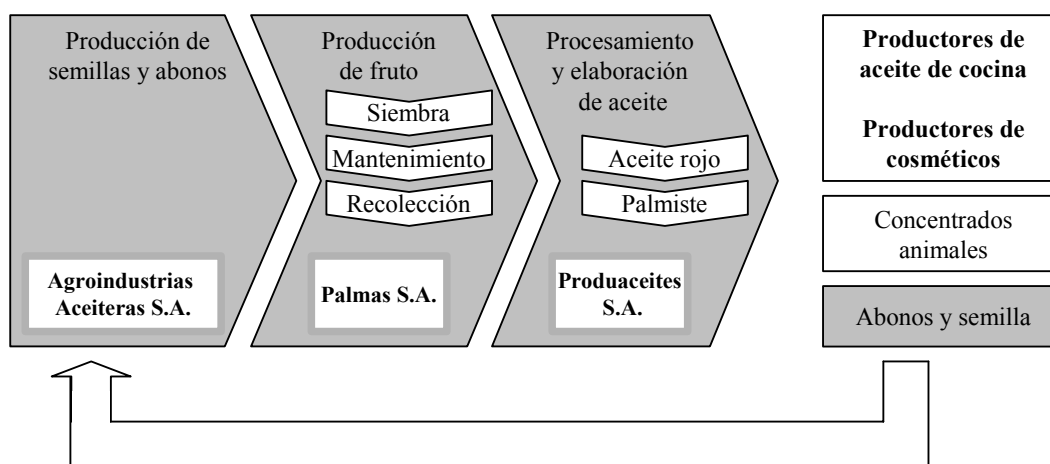 Producción de
semillas y abonos
Agroindustrias
Aceiteras S.A.
Producción
de fruto
Siembra
Mantenimiento
Recolección
Palmas S.A.
Procesamiento
y elaboración
de aceite
Aceite rojo
Palmiste
Produaceites
S.A.
Productores de
aceite de cocina
Productores de
cosméticos
Concentrados
animales
Abonos y semilla